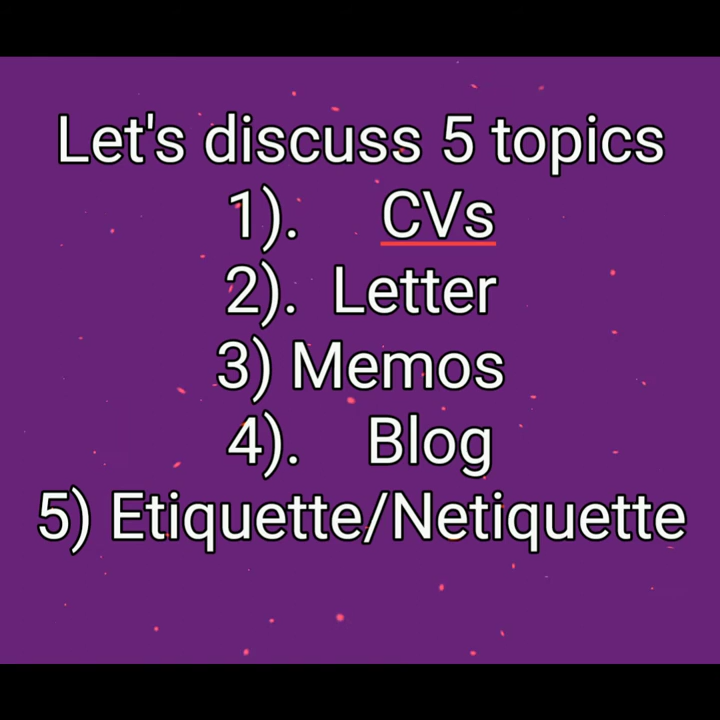 Let's discuss 5 topics
1). CVs
2). Letter
3) Memos
4). Blog
5) Etiquette/Netiquette